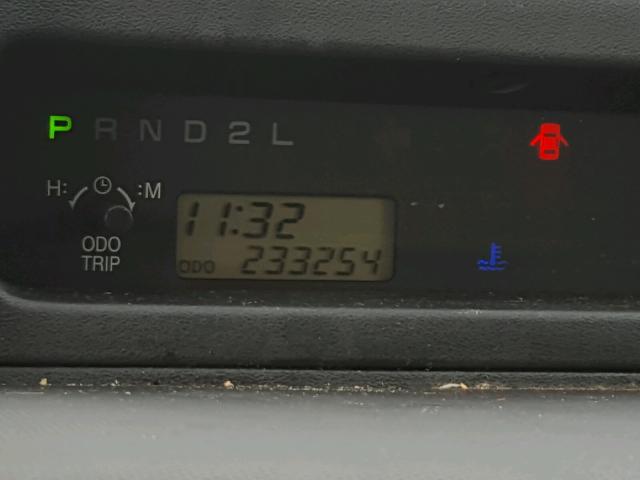 P R N D 2 L
H: :M
11:32
ODO
TRIP
ODO 233254